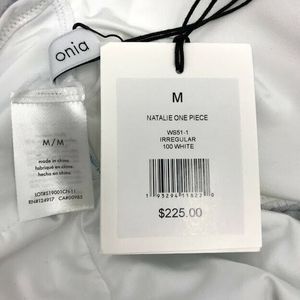 onia
M/M
made in china
fabriqué en chine
hecho en china
M
NATALIE ONE PIECE
WS51-1
IRREGULAR
100 WHITE
$225.00